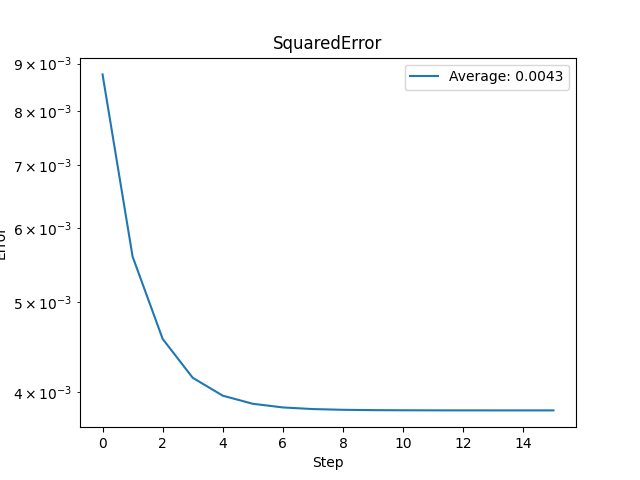 SquaredError
Average: 0.0043
9 × 10⁻³
8 × 10⁻³
7 × 10⁻³
6 × 10⁻³
5 × 10⁻³
4 × 10⁻³
Error
0 2 4 6 8 10 12 14
Step